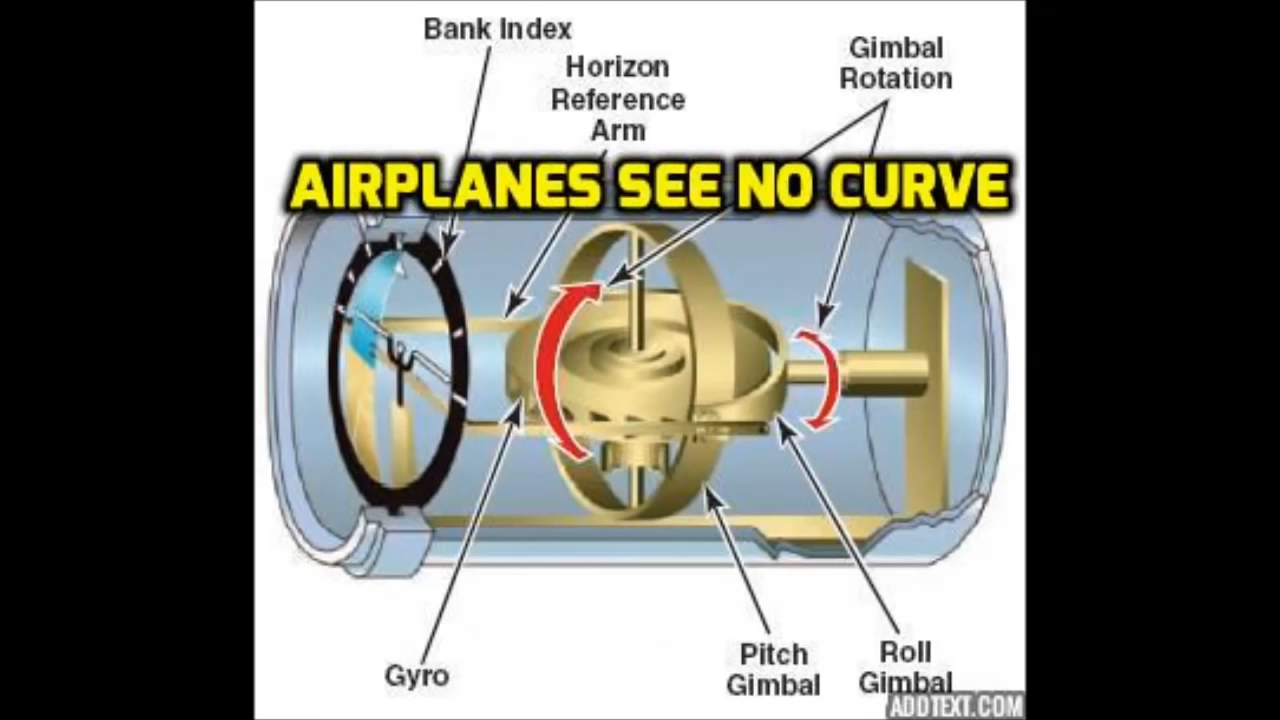 Bank Index
Horizon
Reference
Arm
Gimbal
Rotation
AIRPLANES SEE NO CURVE
Gyro
Pitch
Gimbal
Roll
Gimbal
ADDTEXT.COM